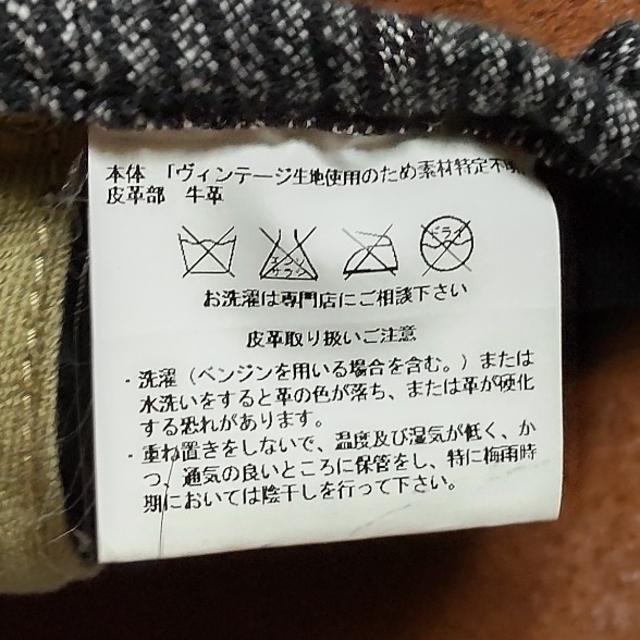 本体 「ヴィンテージ生地使用のため素材特定不
皮革部 牛革
エンソ
サラシ
ドライ
お洗濯は専門店にご相談下さい
皮革取り扱いご注意
・洗濯（ベンジンを用いる場合を含む。）または
水洗いをすると革の色が落ち、または革が硬化
する恐れがあります。
・重ね置きをしないで、温度及び湿気が低く、か
つ、通気の良いところに保管をし、特に梅雨時
期においては陰干しを行って下さい。